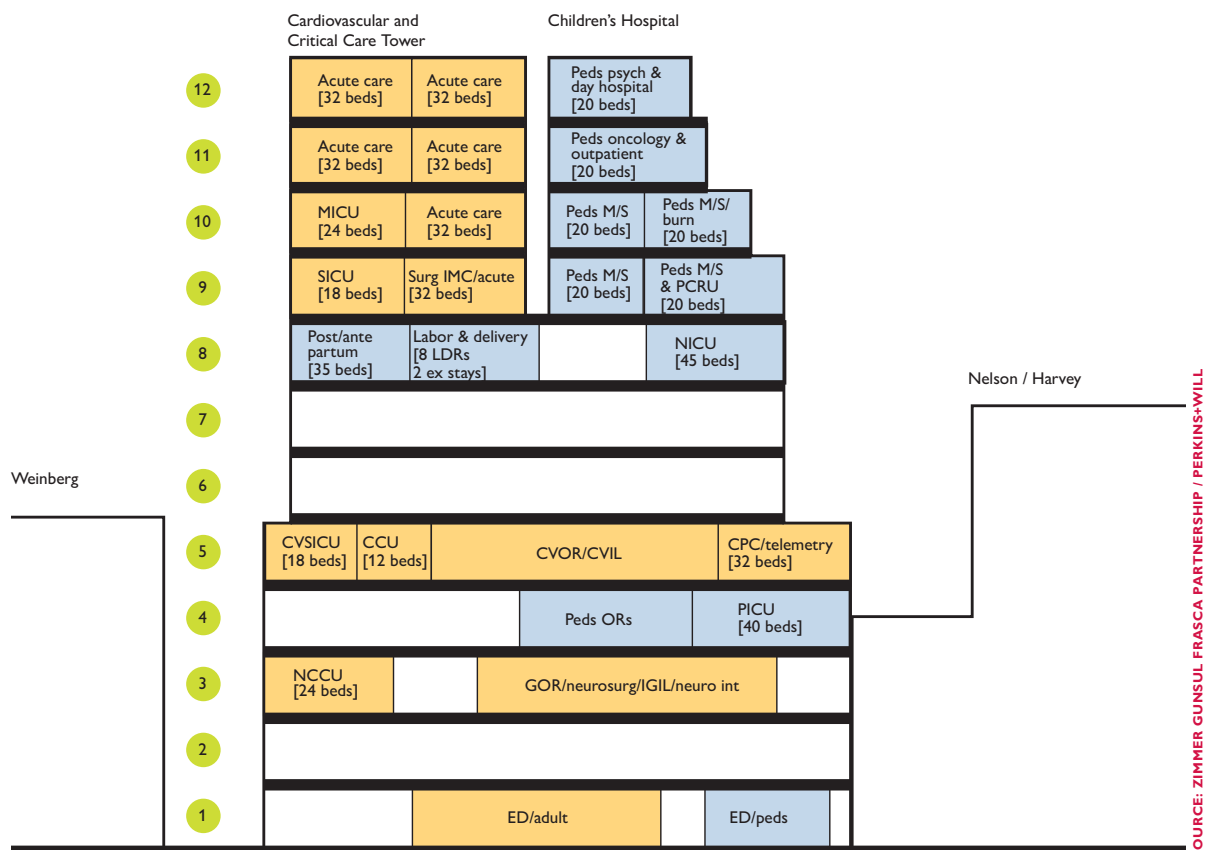 Cardiovascular and
Critical Care Tower
Children's Hospital
12
Acute care
[32 beds]
Acute care
[32 beds]
Peds psych &
day hospital
[20 beds]
11
Acute care
[32 beds]
Acute care
[32 beds]
Peds oncology &
outpatient
[20 beds]
10
MICU
[24 beds]
Acute care
[32 beds]
Peds M/S
[20 beds]
Peds M/S/
burn
[20 beds]
9
SICU
[18 beds]
Surg IMC/acute
[32 beds]
Peds M/S
[20 beds]
Peds M/S
& PCRU
[20 beds]
8
Post/ante
partum
[35 beds]
Labor & delivery
[8 LDRs
2 ex stays]
NICU
[45 beds]
Nelson / Harvey
7
Weinberg
6
5
CVSICU
[18 beds]
CCU
[12 beds]
CVOR/CVIL
CPC/telemetry
[32 beds]
4
Peds ORs
PICU
[40 beds]
3
NCCU
[24 beds]
GOR/neurosurg/IGIL/neuro int
2
1
ED/adult
ED/peds
OURCE: ZIMMER GUNSUL FRASCA PARTNERSHIP / PERKINS+WILL